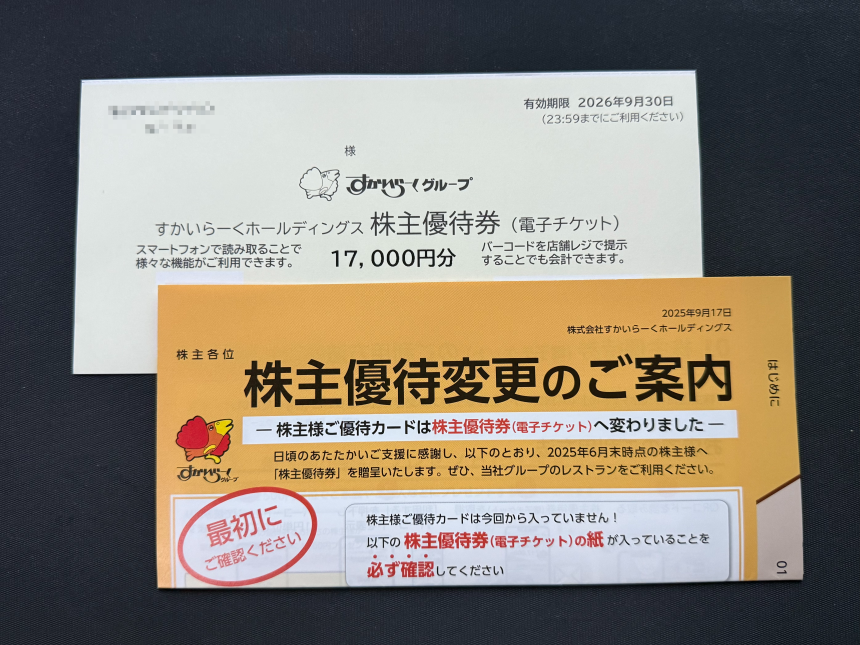 有効期限 2026年9月30日
(23:59までにご利用ください)
様
すかいらーくグループ
すかいらーくホールディングス 株主優待券(電子チケット)
スマートフォンで読み取ることで
様々な機能がご利用できます。
17,000円分
バーコードを店舗レジで提示
することでも会計できます。
2025年9月17日
株式会社すかいらーくホールディングス
株主各位
株主優待変更のご案内
― 株主様ご優待カードは株主優待券(電子チケット)へ変わりました ―
日頃のあたたかいご支援に感謝し、以下のとおり、2025年6月末時点の株主様へ
「株主優待券」を贈呈いたします。ぜひ、当社グループのレストランをご利用ください。
すかいらーく
グループ
最初に
ご確認ください
株主様ご優待カードは今回から入っていません!
以下の 株主優待券(電子チケット)の紙 が入っていることを
必ず確認してください
はじめに
01